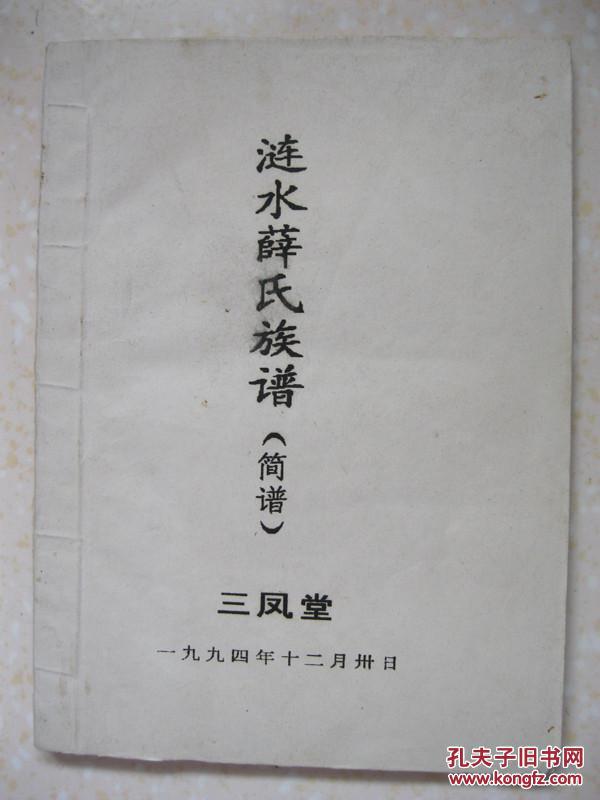 涟水薛氏族谱
（简谱）
三凤堂
一九九四年十二月卅日
孔夫子旧书网
www.kongfz.com